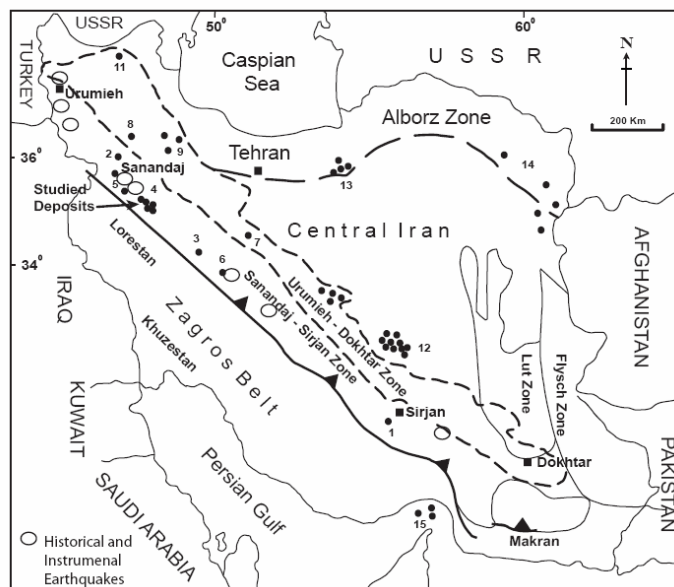 50°
60°
USSR
TURKEY
Urumieh
11
Caspian
Sea
U S S R
N
200 Km
Alborz Zone
8
9
2
36°
Sanandaj
5
4
Studied
Deposits
Tehran
13
14
Lorestan
3
6
7
Central Iran
34°
IRAQ
Zagros Belt
Khuzestan
Sanandaj - Sirjan Zone
Urumieh - Dokhtar Zone
12
AFGHANISTAN
Lut Zone
Flysch Zone
KUWAIT
Sirjan
1
Dokhtar
PAKISTAN
Persian Gulf
SAUDI ARABIA
15
Makran
Historical and
Instrumenal
Earthquakes